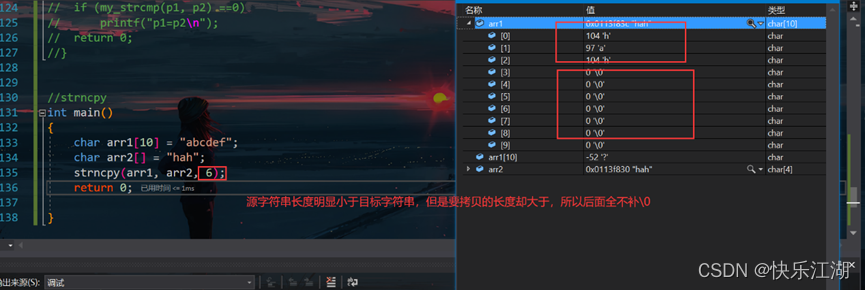 124 // if (my_strcmp(p1, p2) ==0)
125 // printf("p1=p2\n");
126 // return 0;
127 //}
128
129
130 //strncpy
131 int main()
132 {
133 char arr1[10] = "abcdef";
134 char arr2[] = "hah";
135 strncpy(arr1, arr2, 6);
136 return 0; 已用时间 <= 1ms
137
138 }
源字符串长度明显小于目标字符串，但是要拷贝的长度却大于，所以后面全不补\0
输出来源(S): 调试
名称 值 类型
arr1 0x0113f83c "hah" char[10]
[0] 104 'h' char
[1] 97 'a' char
[2] 104 'h' char
[3] 0 '\0' char
[4] 0 '\0' char
[5] 0 '\0' char
[6] 0 '\0' char
[7] 0 '\0' char
[8] 0 '\0' char
[9] 0 '\0' char
arr1[10] -52 '?' char
arr2 0x0113f830 "hah" char[4]
CSDN @快乐江湖